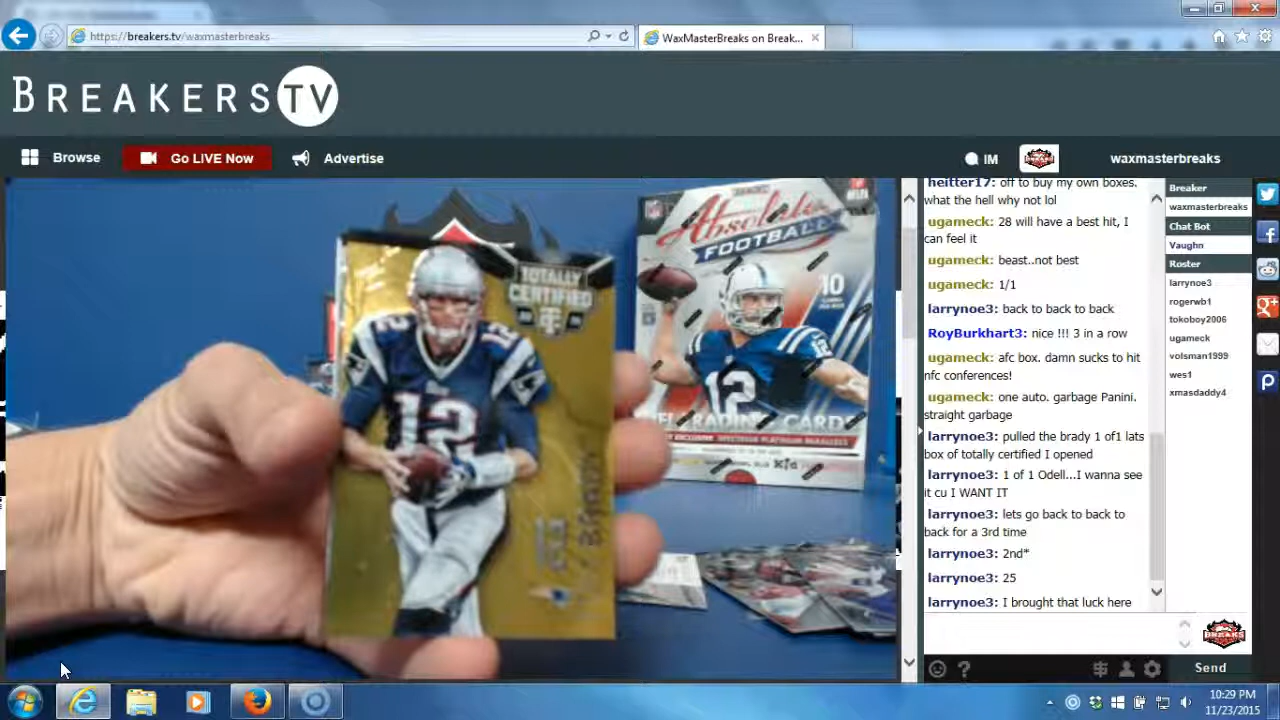 https://breakers.tv/waxmasterbreaks
WaxMasterBreaks on Break...
BREAKERSTV
Browse
Go LIVE Now
Advertise
IM
waxmasterbreaks
TOTALLY
CERTIFIED
12
Absolute
FOOTBALL
10
12
heitter17: off to buy my own boxes.
what the hell why not lol
ugameck: 28 will have a best hit, I
can feel it
ugameck: beast..not best
ugameck: 1/1
larrynoe3: back to back to back
RoyBurkhart3: nice !!! 3 in a row
ugameck: afc box. damn sucks to hit
nfc conferences!
ugameck: one auto. garbage Panini.
straight garbage
larrynoe3: pulled the brady 1 of1 lats
box of totally certified I opened
larrynoe3: 1 of 1 Odell...I wanna see
it cu I WANT IT
larrynoe3: lets go back to back to
back for a 3rd time
larrynoe3: 2nd*
larrynoe3: 25
larrynoe3: I brought that luck here
Breaker
waxmasterbreaks
Chat Bot
Vaughn
Roster
larrynoe3
rogerwb1
tokoboy2006
ugameck
volsman1999
wes1
xmasdaddy4
BREAKS
Send
10:29 PM
11/23/2015